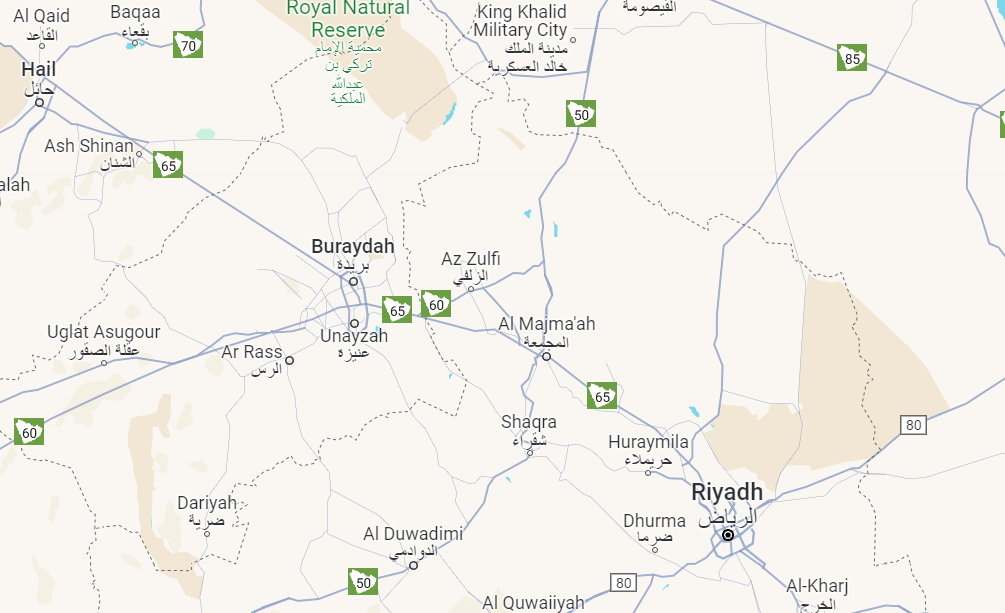 Al Qaid
القاعد
Baqaa
بقعاء
70
Royal Natural
Reserve
محمية الإمام
تركي بن
عبدالله
الملكية
King Khalid
Military City
مدينة الملك
خالد العسكرية
القيصومة
85
Hail
حائل
50
Ash Shinan
الشنان
65
alah
Buraydah
بريدة
Az Zulfi
الزلفي
65
60
Unayzah
عنيزة
Al Majma'ah
المجمعة
Uglat Asugour
عقلة الصقور
Ar Rass
الرس
65
60
Shaqra
شقراء
80
Huraymila
حريملاء
Riyadh
الرياض
Dariyah
ضرية
Dhurma
ضرما
Al Duwadimi
الدوادمي
50
80
Al-Kharj
الخرج
Al Quwaiiyah